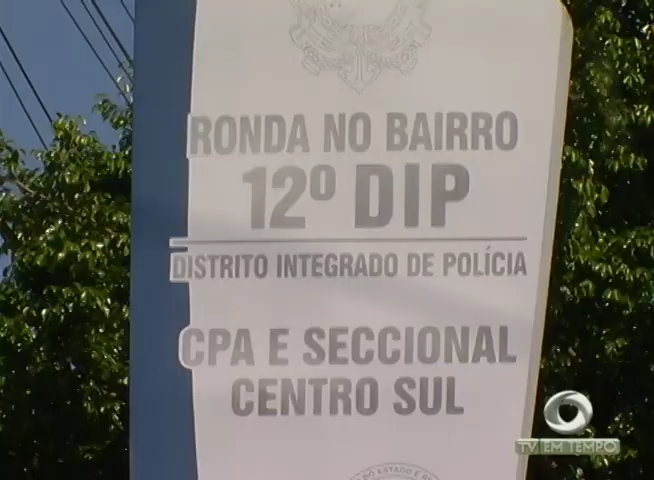 RONDA NO BAIRRO
12º DIP
DISTRITO INTEGRADO DE POLÍCIA
CPA E SECCIONAL
CENTRO SUL
TV EM TEMPO